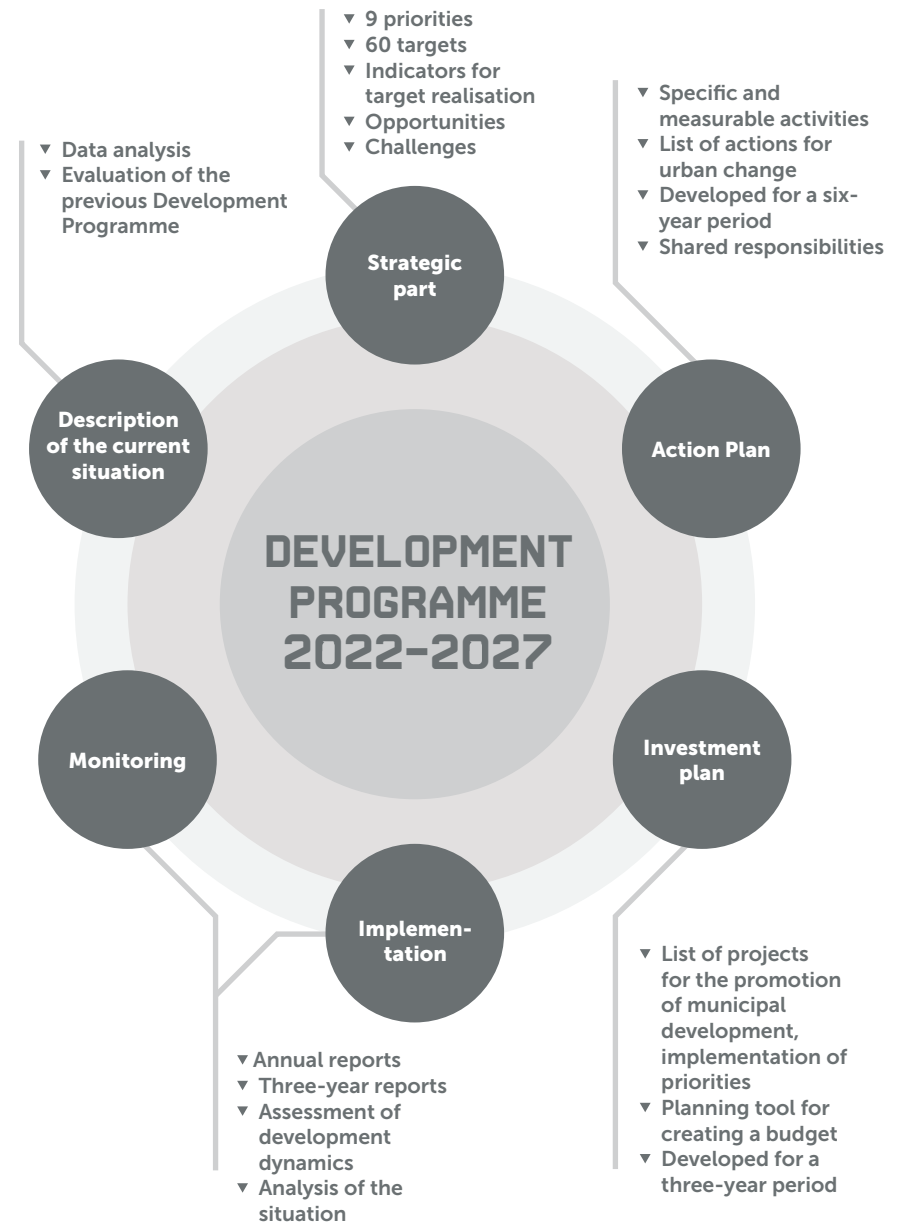 9 priorities
60 targets
Indicators for
target realisation
Opportunities
Challenges
Specific and
measurable activities
List of actions for
urban change
Developed for a six-
year period
Shared responsibilities
Data analysis
Evaluation of the
previous Development
Programme
Strategic
part
Description
of the current
situation
Action Plan
DEVELOPMENT
PROGRAMME
2022-2027
Monitoring
Investment
plan
Implemen-
tation
List of projects
for the promotion
of municipal
development,
implementation of
priorities
Planning tool for
creating a budget
Developed for a
three-year period
Annual reports
Three-year reports
Assessment of
development
dynamics
Analysis of the
situation